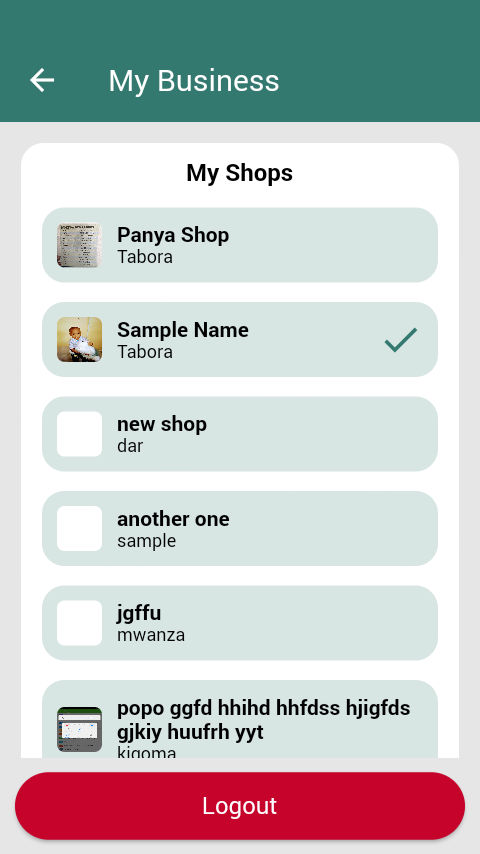 My Business
My Shops
Panya Shop
Tabora
Sample Name
Tabora
new shop
dar
another one
sample
jgffu
mwanza
popo ggfd hhihd hhfdss hjigfds
gjkiy huufrh yyt
kigoma
Logout